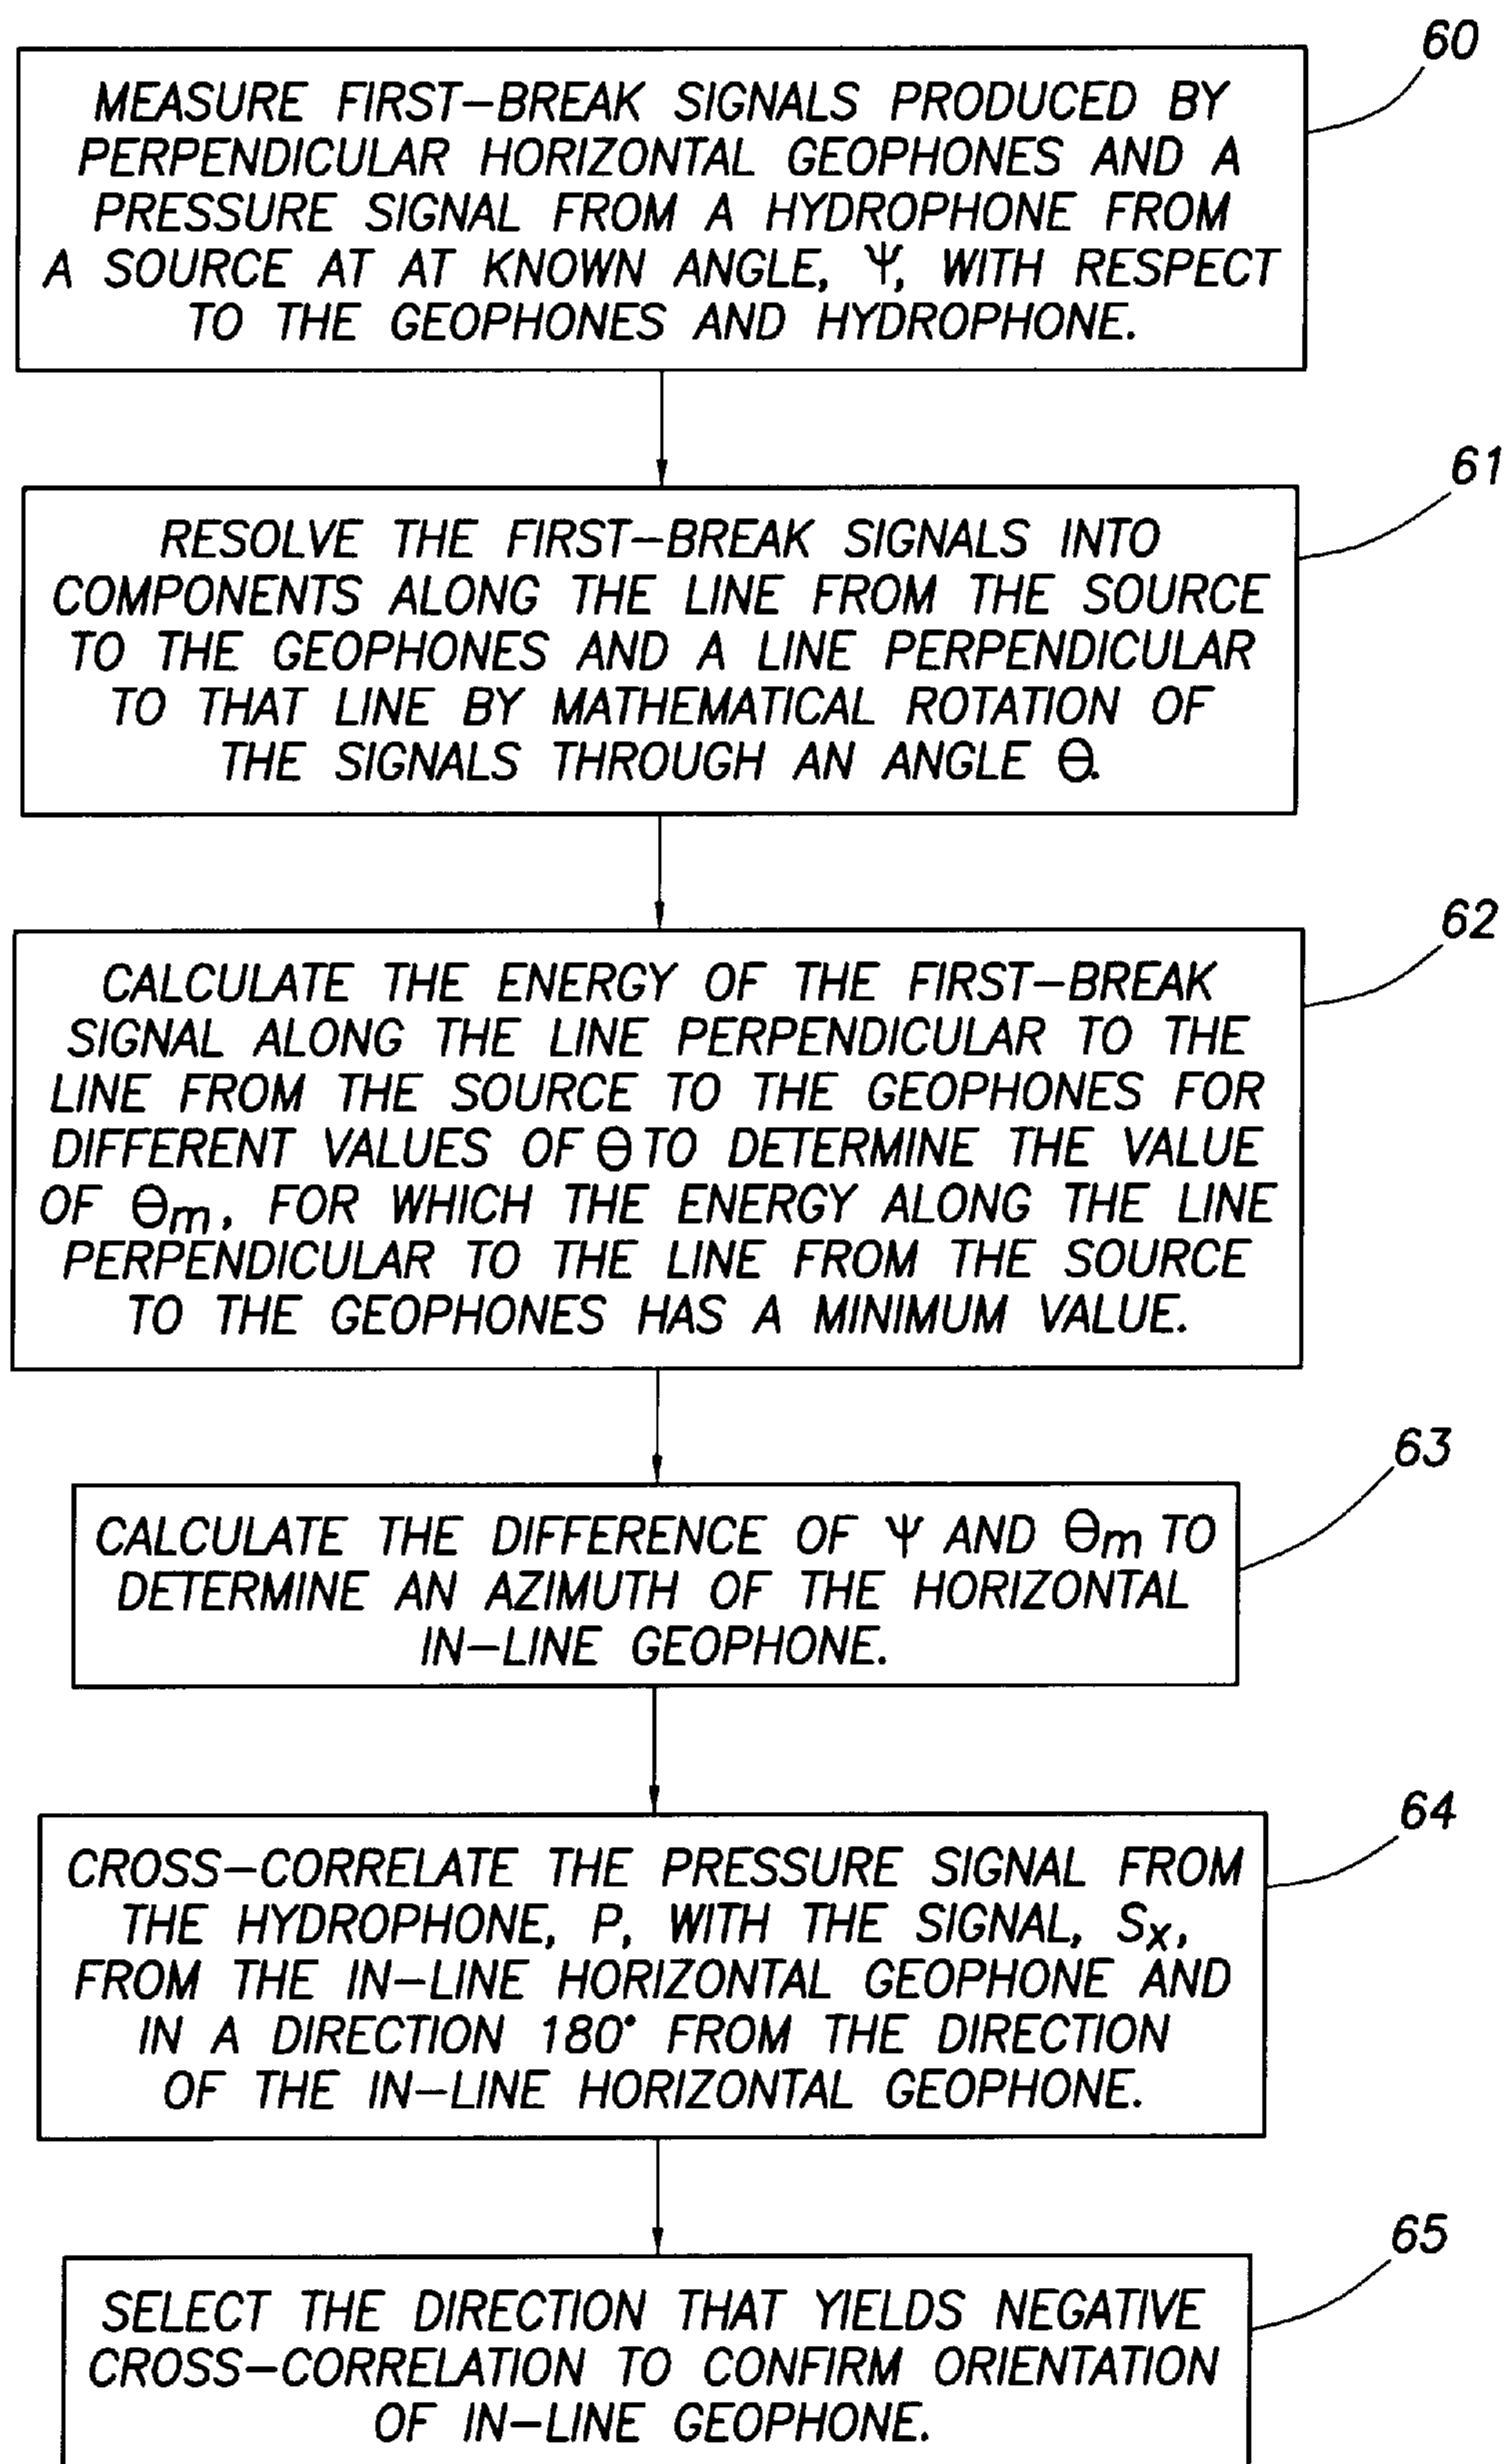 60
MEASURE FIRST-BREAK SIGNALS PRODUCED BY
PERPENDICULAR HORIZONTAL GEOPHONES AND A
PRESSURE SIGNAL FROM A HYDROPHONE FROM
A SOURCE AT AT KNOWN ANGLE, Ψ, WITH RESPECT
TO THE GEOPHONES AND HYDROPHONE.
61
RESOLVE THE FIRST-BREAK SIGNALS INTO
COMPONENTS ALONG THE LINE FROM THE SOURCE
TO THE GEOPHONES AND A LINE PERPENDICULAR
TO THAT LINE BY MATHEMATICAL ROTATION OF
THE SIGNALS THROUGH AN ANGLE Θ.
62
CALCULATE THE ENERGY OF THE FIRST-BREAK
SIGNAL ALONG THE LINE PERPENDICULAR TO THE
LINE FROM THE SOURCE TO THE GEOPHONES FOR
DIFFERENT VALUES OF Θ TO DETERMINE THE VALUE
OF Θm, FOR WHICH THE ENERGY ALONG THE LINE
PERPENDICULAR TO THE LINE FROM THE SOURCE
TO THE GEOPHONES HAS A MINIMUM VALUE.
63
CALCULATE THE DIFFERENCE OF Ψ AND Θm TO
DETERMINE AN AZIMUTH OF THE HORIZONTAL
IN-LINE GEOPHONE.
64
CROSS-CORRELATE THE PRESSURE SIGNAL FROM
THE HYDROPHONE, P, WITH THE SIGNAL, Sx,
FROM THE IN-LINE HORIZONTAL GEOPHONE AND
IN A DIRECTION 180° FROM THE DIRECTION
OF THE IN-LINE HORIZONTAL GEOPHONE.
65
SELECT THE DIRECTION THAT YIELDS NEGATIVE
CROSS-CORRELATION TO CONFIRM ORIENTATION
OF IN-LINE GEOPHONE.